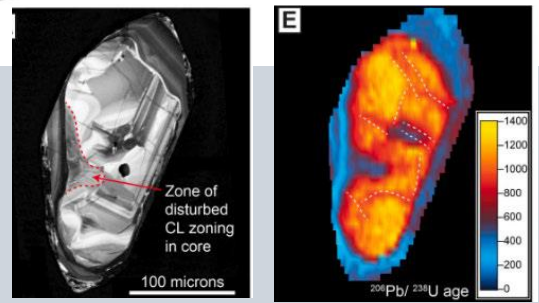 Zone of
disturbed
CL zoning
in core
100 microns
E
1400
1200
1000
800
600
400
200
0
²⁰⁶Pb/ ²³⁸U age